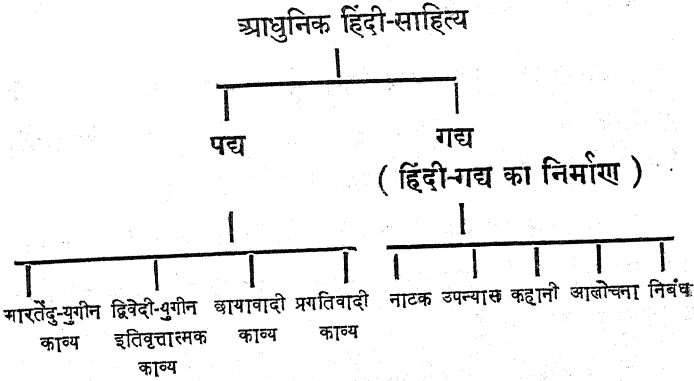 आधुनिक हिंदी-साहित्य
पद्य गद्य
( हिंदी-गद्य का निर्माण )
भारतेंदु-युगीन काव्य
द्विवेदी-युगीन इतिवृत्तात्मक काव्य
छायावादी काव्य
प्रगतिवादी काव्य
नाटक उपन्यास कहानी आलोचना निबंध